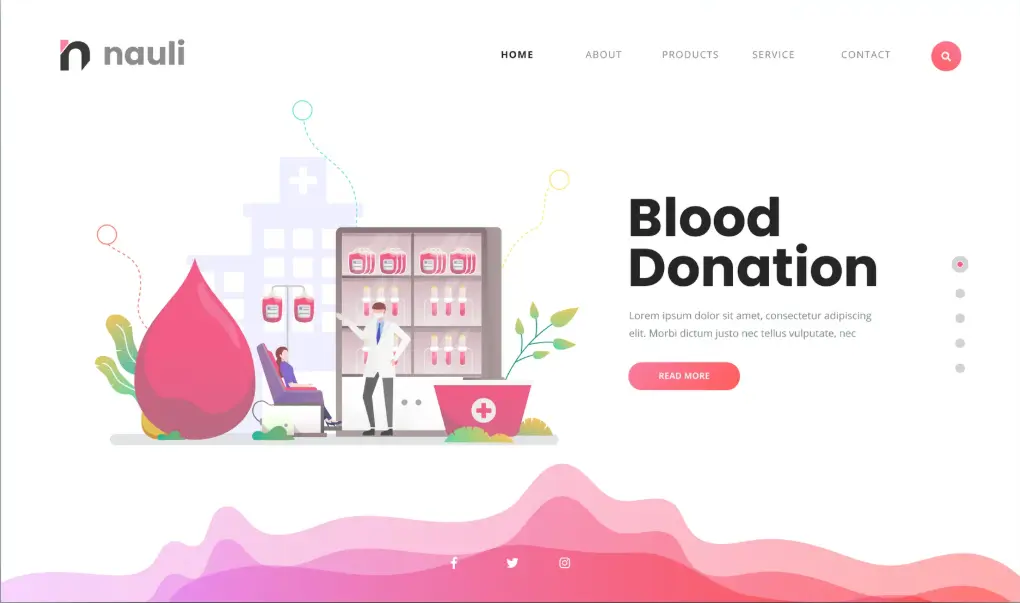 nauli
HOME ABOUT PRODUCTS SERVICE CONTACT
Blood
Donation
Lorem ipsum dolor sit amet, consectetur adipiscing
elit. Morbi dictum justo nec tellus vulputate, nec
READ MORE